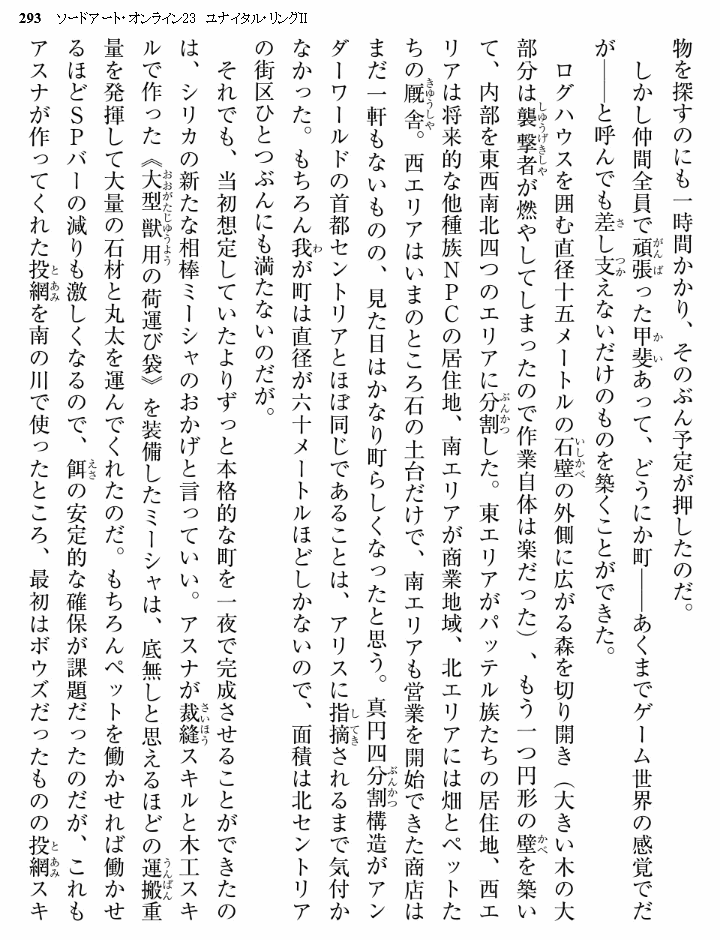 293 ソードアート・オンライン23 ユナイタル・リングⅡ
物を探すのにも一時間かかり、そのぶん予定が押したのだ。
しかし仲間全員で頑張った甲斐あって、どうにか町――あくまでゲーム世界の感覚でだ
が――と呼んでも差し支えないだけのものを築くことができた。
ログハウスを囲む直径十五メートルの石壁の外側に広がる森を切り開き（大きい木の大
部分は襲撃者が燃やしてしまったので作業自体は楽だった）、もう一つ円形の壁を築い
て、内部を東西南北四つのエリアに分割した。東エリアがパッテル族たちの居住地、西エ
リアは将来的な他種族NPCの居住地、南エリアが商業地域、北エリアには畑とペットた
ちの厩舎。西エリアはいまのところ石の土台だけで、南エリアも営業を開始できた商店は
まだ一軒もないものの、見た目はかなり町らしくなったと思う。真円四分割構造がアン
ダーワールドの首都セントリアとほぼ同じであることは、アリスに指摘されるまで気付か
なかった。もちろん我が町は直径が六十メートルほどしかないので、面積は北セントリア
の街区ひとつぶんにも満たないのだが。
それでも、当初想定していたよりずっと本格的な町を一夜で完成させることができたの
は、シリカの新たな相棒ミーシャのおかげと言っていい。アスナが裁縫スキルと木工スキ
ルで作った《大型獣用の荷運び袋》を装備したミーシャは、底無しと思えるほどの運搬重
量を発揮して大量の石材と丸太を運んでくれたのだ。もちろんペットを働かせれば働かせ
るほどSPバーの減りも激しくなるので、餌の安定的な確保が課題だったのだが、これも
アスナが作ってくれた投網を南の川で使ったところ、最初はボウズだったものの投網スキ